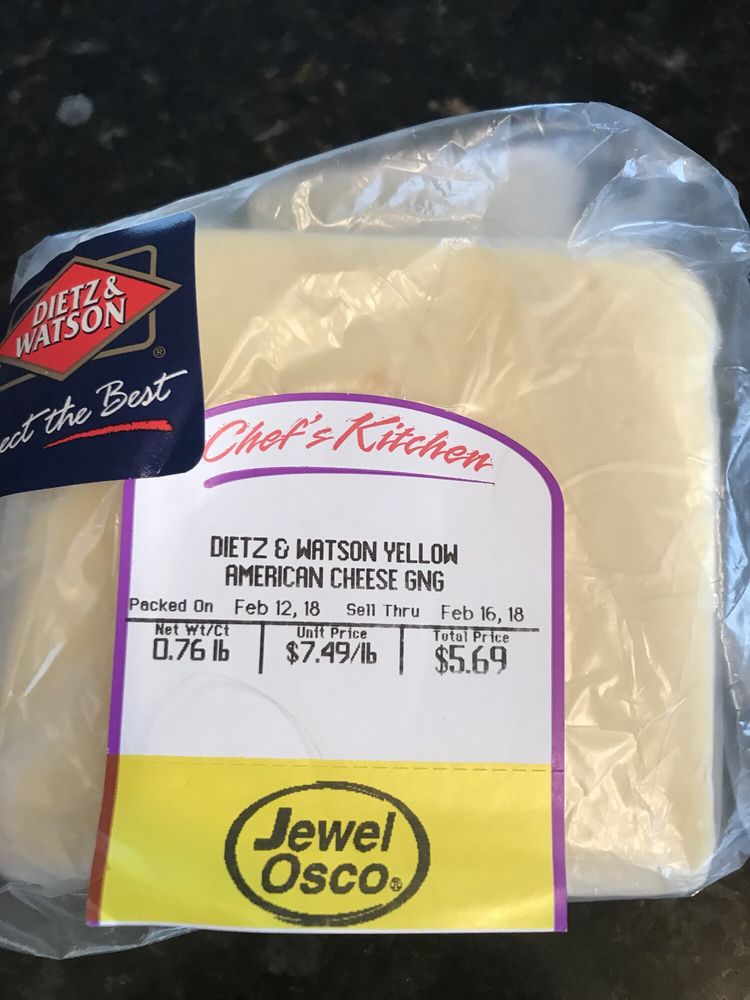 DIETZ &
WATSON
®
ect the Best
Chef's Kitchen
DIETZ & WATSON YELLOW
AMERICAN CHEESE GNG
Packed On Feb 12, 18 Sell Thru Feb 16, 18
Net Wt/Ct Unit Price Total Price
0.76 lb $7.49/lb $5.69
Jewel
Osco®